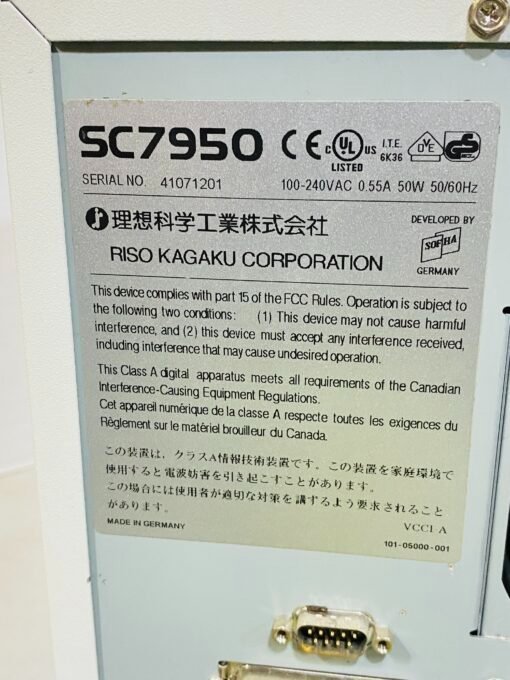 SC7950 CE C UL US LISTED I.T.E. 6K36 DVE GS
SERIAL NO. 41071201 100-240VAC 0.55A 50W 50/60Hz
理想科学工業株式会社
RISO KAGAKU CORPORATION
DEVELOPED BY
SOFHA
GERMANY
This device complies with part 15 of the FCC Rules. Operation is subject to
the following two conditions: (1) This device may not cause harmful
interference, and (2) this device must accept any interference received,
including interference that may cause undesired operation.
This Class A digital apparatus meets all requirements of the Canadian
Interference-Causing Equipment Regulations.
Cet appareil numérique de la classe A respecte toutes les exigences du
Règlement sur le matériel brouilleur du Canada.
この装置は、クラスA情報技術装置です。この装置を家庭環境で
使用すると電波妨害を引き起こすことがあります。
この場合には使用者が適切な対策を講ずるよう要求されること
があります。
VCCI-A
MADE IN GERMANY
101-05000-001